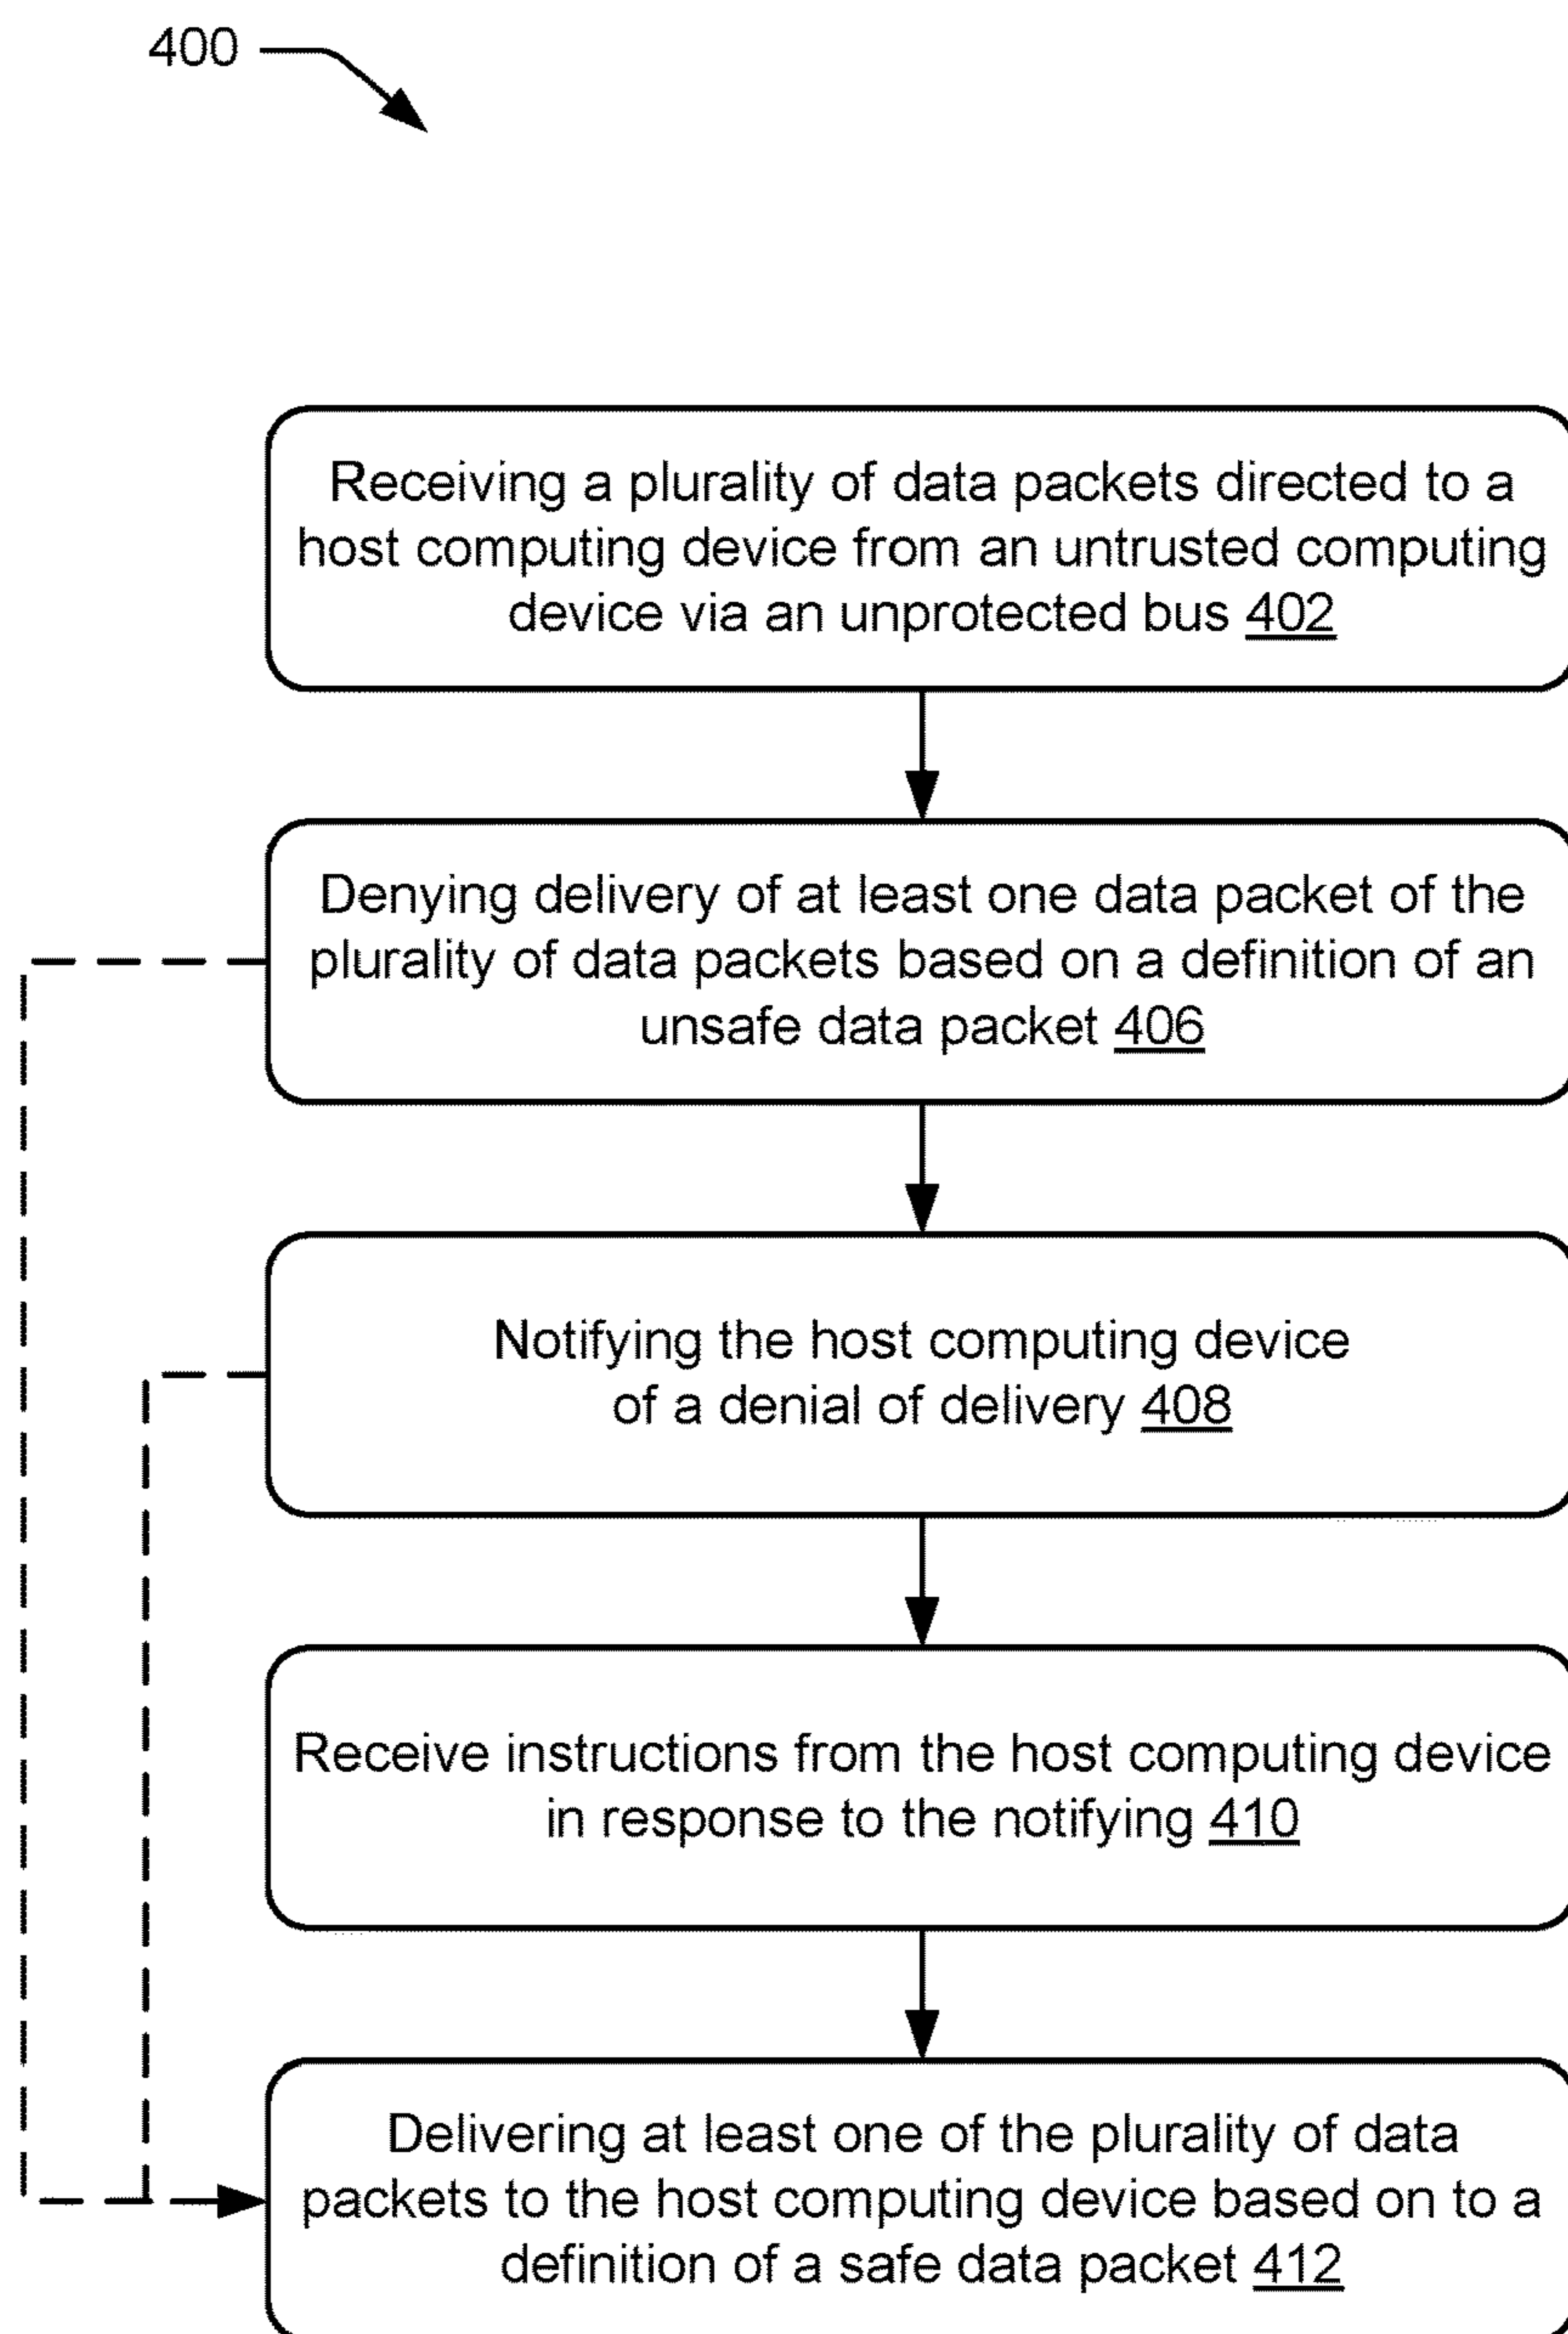 400
Receiving a plurality of data packets directed to a
host computing device from an untrusted computing
device via an unprotected bus 402
Denying delivery of at least one data packet of the
plurality of data packets based on a definition of an
unsafe data packet 406
Notifying the host computing device
of a denial of delivery 408
Receive instructions from the host computing device
in response to the notifying 410
Delivering at least one of the plurality of data
packets to the host computing device based on to a
definition of a safe data packet 412